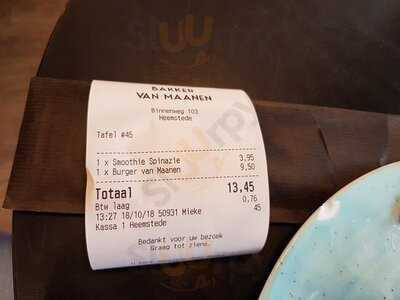 BAKKER
VAN MAANEN
Binnenweg 103
Heemstede
Tafel #45
1 x Smoothie Spinazie 3,95
1 x Burger van Maanen 9,50
Totaal 13,45
Btw laag 0,76
13:27 18/10/18 50931 Mieke 45
Kassa 1 Heemstede
Bedankt voor uw bezoek
Graag tot ziens.